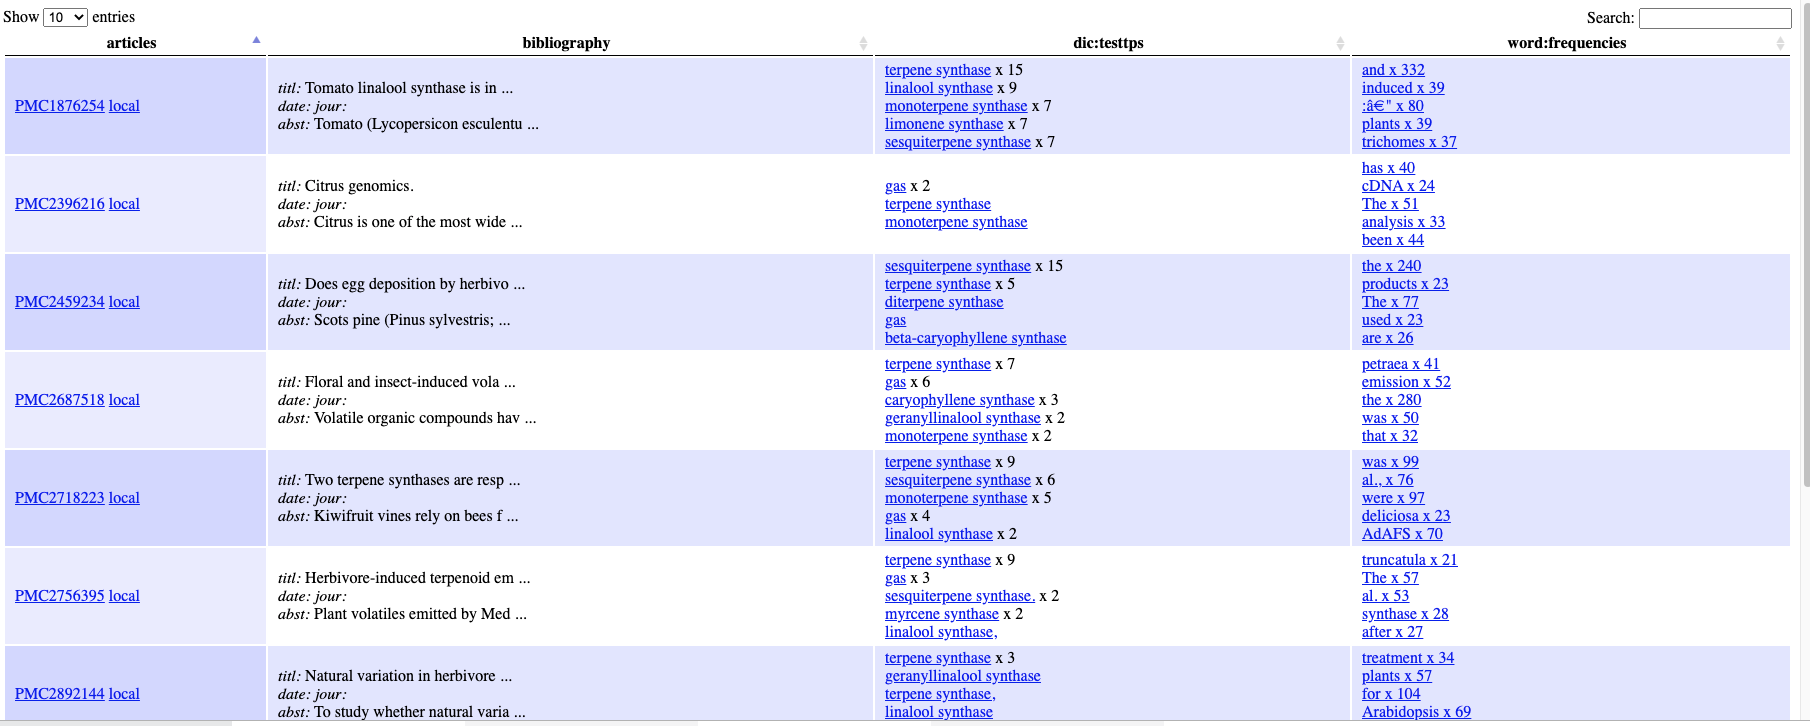 Show 10 entries
Search:
articles bibliography dic:testtps word:frequencies
PMC1876254 local
titl: Tomato linalool synthase is in ...
date: jour:
abst: Tomato (Lycopersicon esculentu ...
terpene synthase x 15
linalool synthase x 9
monoterpene synthase x 7
limonene synthase x 7
sesquiterpene synthase x 7
and x 332
induced x 39
:â€" x 80
plants x 39
trichomes x 37
PMC2396216 local
titl: Citrus genomics.
date: jour:
abst: Citrus is one of the most wide ...
gas x 2
terpene synthase
monoterpene synthase
has x 40
cDNA x 24
The x 51
analysis x 33
been x 44
PMC2459234 local
titl: Does egg deposition by herbivo ...
date: jour:
abst: Scots pine (Pinus sylvestris; ...
sesquiterpene synthase x 15
terpene synthase x 5
diterpene synthase
gas
beta-caryophyllene synthase
the x 240
products x 23
The x 77
used x 23
are x 26
PMC2687518 local
titl: Floral and insect-induced vola ...
date: jour:
abst: Volatile organic compounds hav ...
terpene synthase x 7
gas x 6
caryophyllene synthase x 3
geranyllinalool synthase x 2
monoterpene synthase x 2
petraea x 41
emission x 52
the x 280
was x 50
that x 32
PMC2718223 local
titl: Two terpene synthases are resp ...
date: jour:
abst: Kiwifruit vines rely on bees f ...
terpene synthase x 9
sesquiterpene synthase x 6
monoterpene synthase x 5
gas x 4
linalool synthase x 2
was x 99
al., x 76
were x 97
deliciosa x 23
AdAFS x 70
PMC2756395 local
titl: Herbivore-induced terpenoid em ...
date: jour:
abst: Plant volatiles emitted by Med ...
terpene synthase x 9
gas x 3
sesquiterpene synthase. x 2
myrcene synthase x 2
linalool synthase,
truncatula x 21
The x 57
al. x 53
synthase x 28
after x 27
PMC2892144 local
titl: Natural variation in herbivore ...
date: jour:
abst: To study whether natural varia ...
terpene synthase x 3
geranyllinalool synthase
terpene synthase,
linalool synthase
treatment x 34
plants x 57
for x 104
Arabidopsis x 69